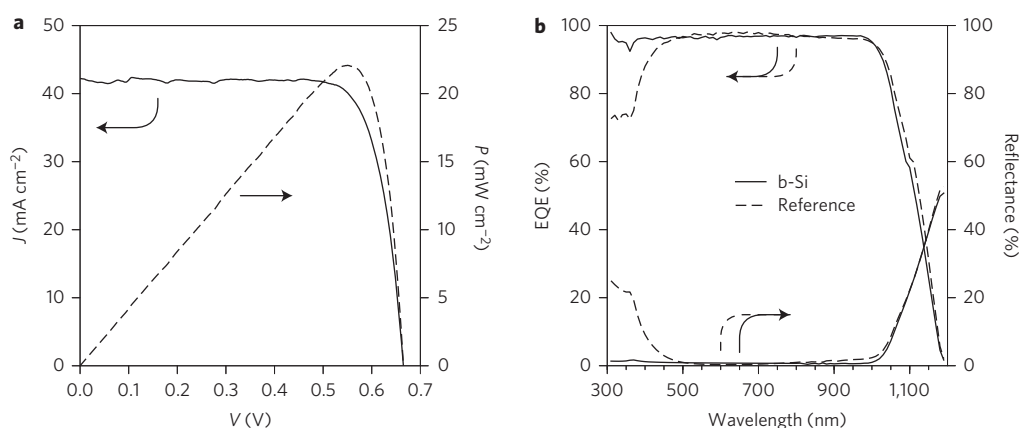 a
50
40
30
20
10
0
J (mA cm⁻²)
25
20
15
10
5
0
P (mW cm⁻²)
0.0 0.1 0.2 0.3 0.4 0.5 0.6 0.7
V (V)
b
100
80
60
40
20
0
EQE (%)
b-Si
Reference
100
80
60
40
20
0
Reflectance (%)
300 500 700 900 1,100
Wavelength (nm)